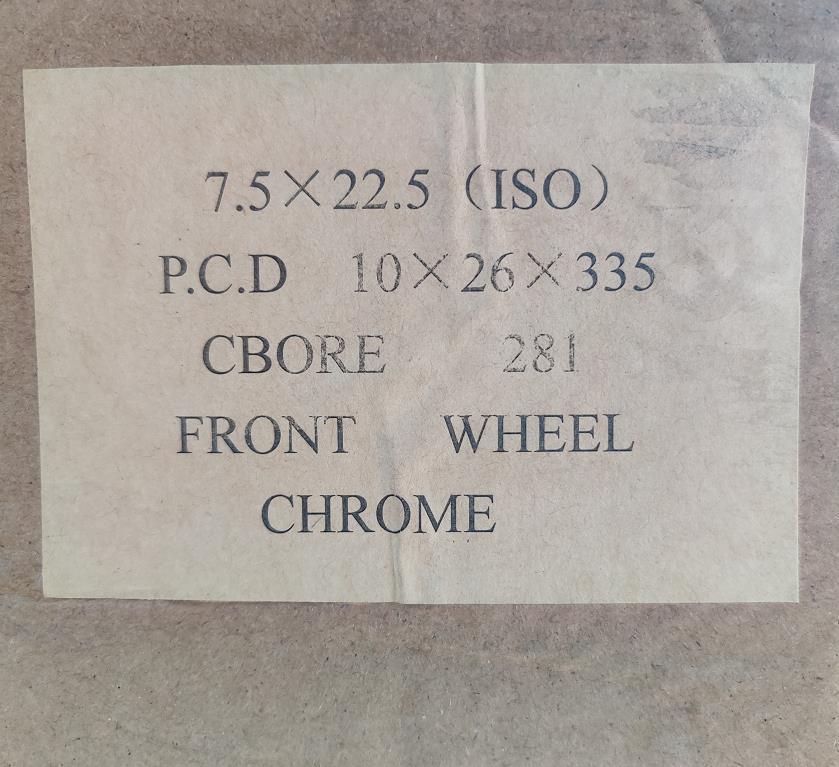 7.5×22.5（ISO）
P.C.D 10×26×335
CBORE 281
FRONT WHEEL
CHROME